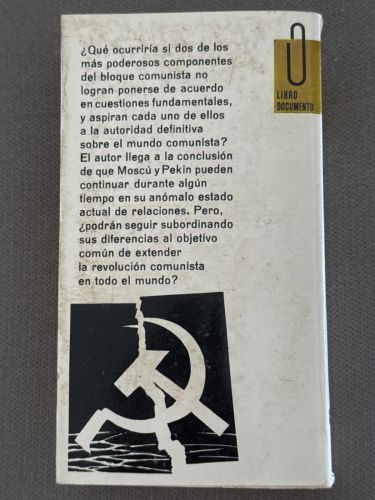 ¿Qué ocurriría si dos de los
más poderosos componentes
del bloque comunista no
logran ponerse de acuerdo
en cuestiones fundamentales,
y aspiran cada uno de ellos
a la autoridad definitiva
sobre el mundo comunista?
El autor llega a la conclusión
de que Moscú y Pekin pueden
continuar durante algún
tiempo en su anómalo estado
actual de relaciones. Pero,
¿podrán seguir subordinando
sus diferencias al objetivo
común de extender
la revolución comunista
en todo el mundo?
LIBRO
DOCUMENTO